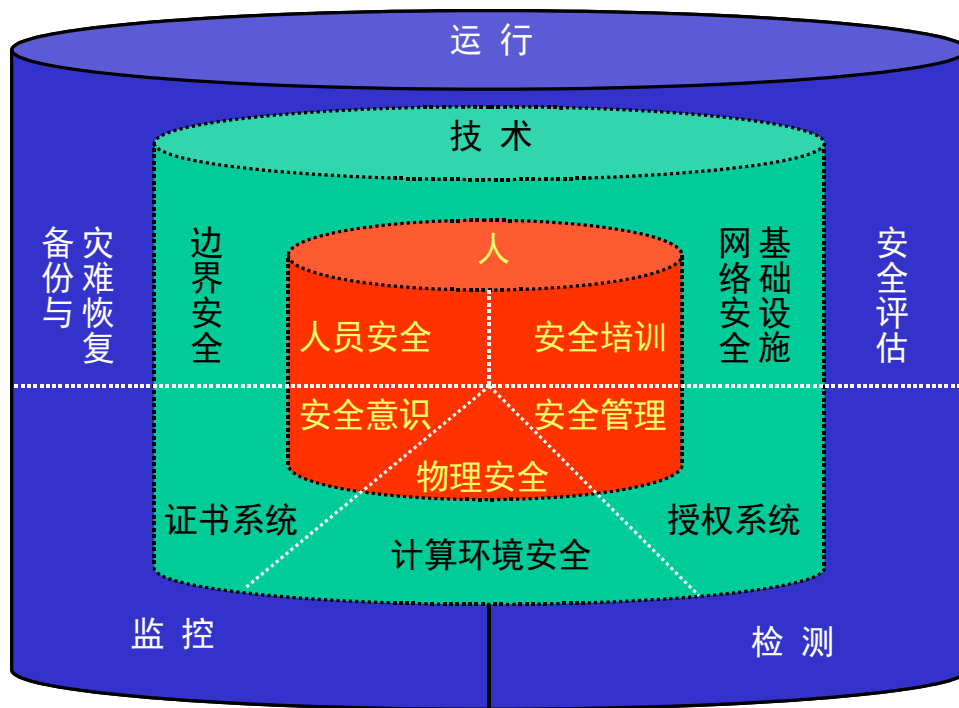 运 行
技 术
人
备份与
灾难恢复
边界安全
网络安全
基础设施
安全评估
人员安全
安全培训
安全意识
安全管理
物理安全
证书系统
授权系统
计算环境安全
监 控
检 测